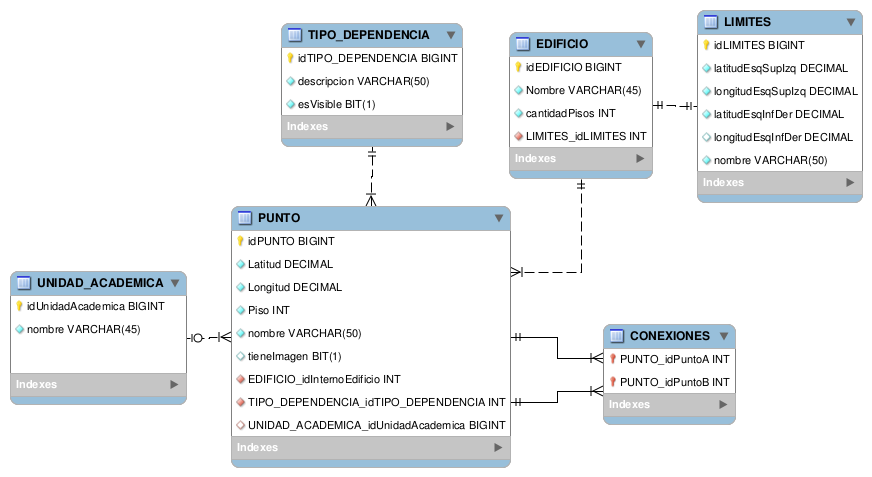 TIPO_DEPENDENCIA
idTIPO_DEPENDENCIA BIGINT
descripcion VARCHAR(50)
esVisible BIT(1)
Indexes
EDIFICIO
idEDIFICIO BIGINT
Nombre VARCHAR(45)
cantidadPisos INT
LIMITES_idLIMITES INT
Indexes
LIMITES
idLIMITES BIGINT
latitudEsqSupIzq DECIMAL
longitudEsqSupIzq DECIMAL
latitudEsqInfDer DECIMAL
longitudEsqInfDer DECIMAL
nombre VARCHAR(50)
Indexes
UNIDAD_ACADEMICA
idUnidadAcademica BIGINT
nombre VARCHAR(45)
Indexes
PUNTO
idPUNTO BIGINT
Latitud DECIMAL
Longitud DECIMAL
Piso INT
nombre VARCHAR(50)
tieneImagen BIT(1)
EDIFICIO_idInternoEdificio INT
TIPO_DEPENDENCIA_idTIPO_DEPENDENCIA INT
UNIDAD_ACADEMICA_idUnidadAcademica BIGINT
Indexes
CONEXIONES
PUNTO_idPuntoA INT
PUNTO_idPuntoB INT
Indexes